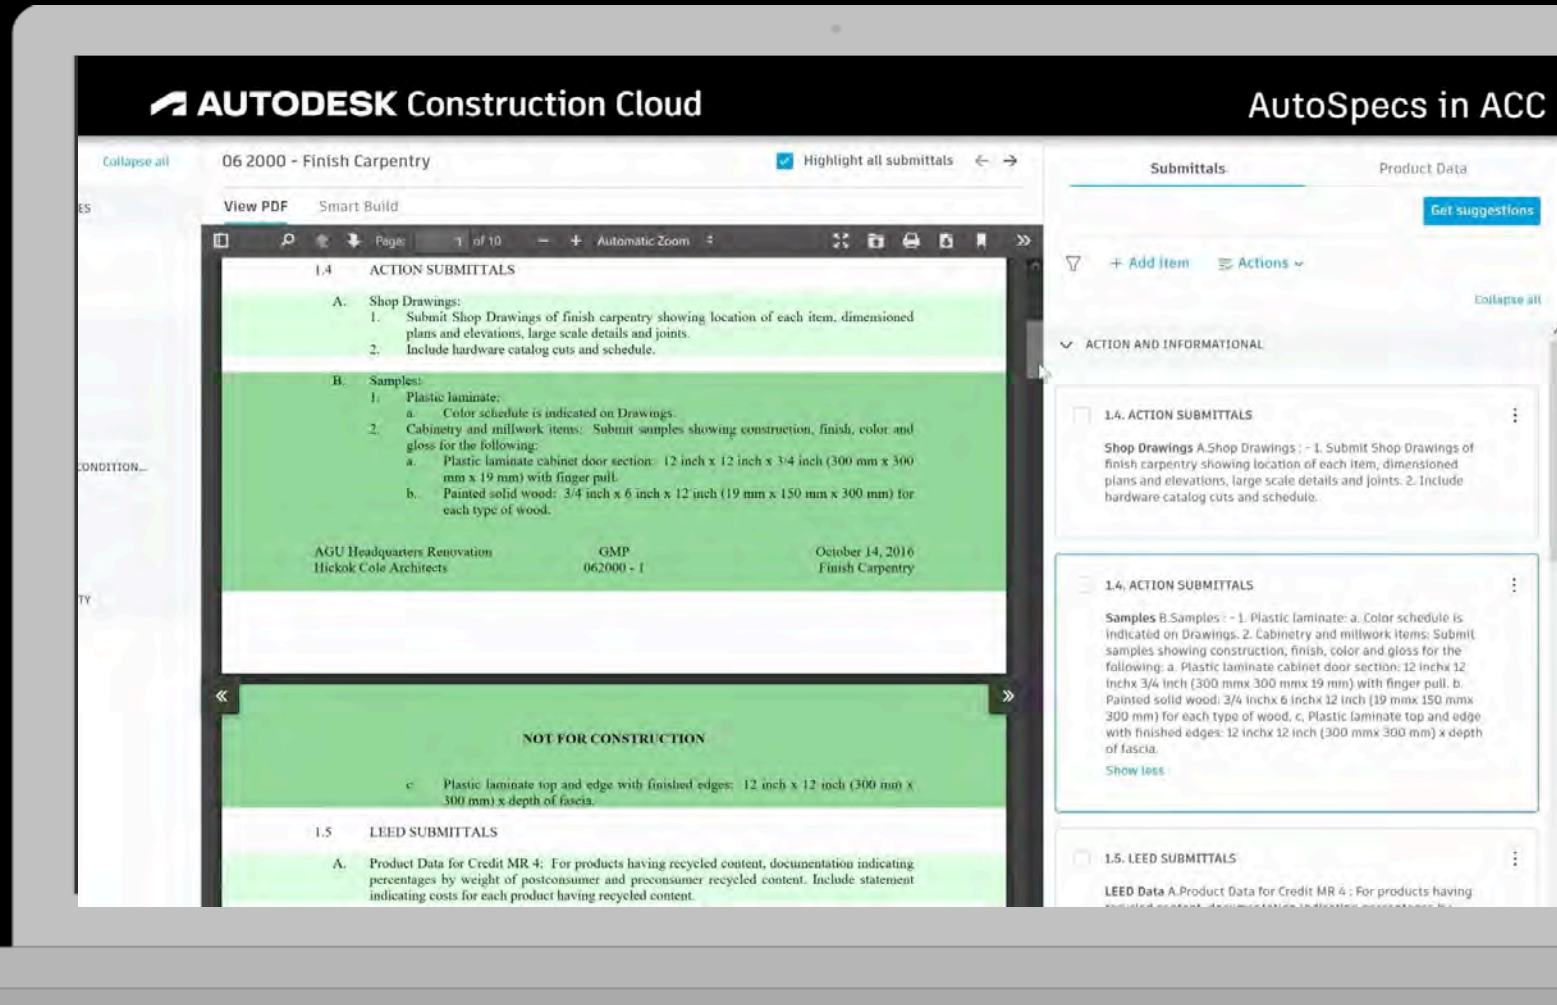 AUTODESK Construction Cloud
AutoSpecs in ACC
Collapse all
ES
CONDITION...
TY
06 2000 - Finish Carpentry
Highlight all submittals
View PDF
Smart Build
Page: 1 of 10
Automatic Zoom
1.4 ACTION SUBMITTALS
A. Shop Drawings:
1. Submit Shop Drawings of finish carpentry showing location of each item, dimensioned
plans and elevations, large scale details and joints.
2. Include hardware catalog cuts and schedule.
B. Samples:
1. Plastic laminate:
a. Color schedule is indicated on Drawings.
2. Cabinetry and millwork items: Submit samples showing construction, finish, color and
gloss for the following:
a. Plastic laminate cabinet door section: 12 inch x 12 inch x 3/4 inch (300 mm x 300
mm x 19 mm) with finger pull.
b. Painted solid wood: 3/4 inch x 6 inch x 12 inch (19 mm x 150 mm x 300 mm) for
each type of wood.
AGU Headquarters Renovation GMP October 14, 2016
Hickok Cole Architects 062000 - 1 Finish Carpentry
NOT FOR CONSTRUCTION
c. Plastic laminate top and edge with finished edges: 12 inch x 12 inch (300 mm x
300 mm) x depth of fascia.
1.5 LEED SUBMITTALS
A. Product Data for Credit MR 4: For products having recycled content, documentation indicating
percentages by weight of postconsumer and preconsumer recycled content. Include statement
indicating costs for each product having recycled content.
Submittals
Product Data
Get suggestions
+ Add item
Actions
Collapse all
ACTION AND INFORMATIONAL
1.4. ACTION SUBMITTALS
Shop Drawings A.Shop Drawings : - 1. Submit Shop Drawings of
finish carpentry showing location of each item, dimensioned
plans and elevations, large scale details and joints. 2. Include
hardware catalog cuts and schedule.
1.4. ACTION SUBMITTALS
Samples B.Samples : - 1. Plastic laminate: a. Color schedule is
indicated on Drawings. 2. Cabinetry and millwork items: Submit
samples showing construction, finish, color and gloss for the
following: a. Plastic laminate cabinet door section: 12 inchx 12
inchx 3/4 inch (300 mmx 300 mmx 19 mm) with finger pull. b.
Painted solid wood: 3/4 inchx 6 inchx 12 inch (19 mmx 150 mmx
300 mm) for each type of wood. c. Plastic laminate top and edge
with finished edges: 12 inchx 12 inch (300 mmx 300 mm) x depth
of fascia.
Show less
1.5. LEED SUBMITTALS
LEED Data A.Product Data for Credit MR 4 : For products having